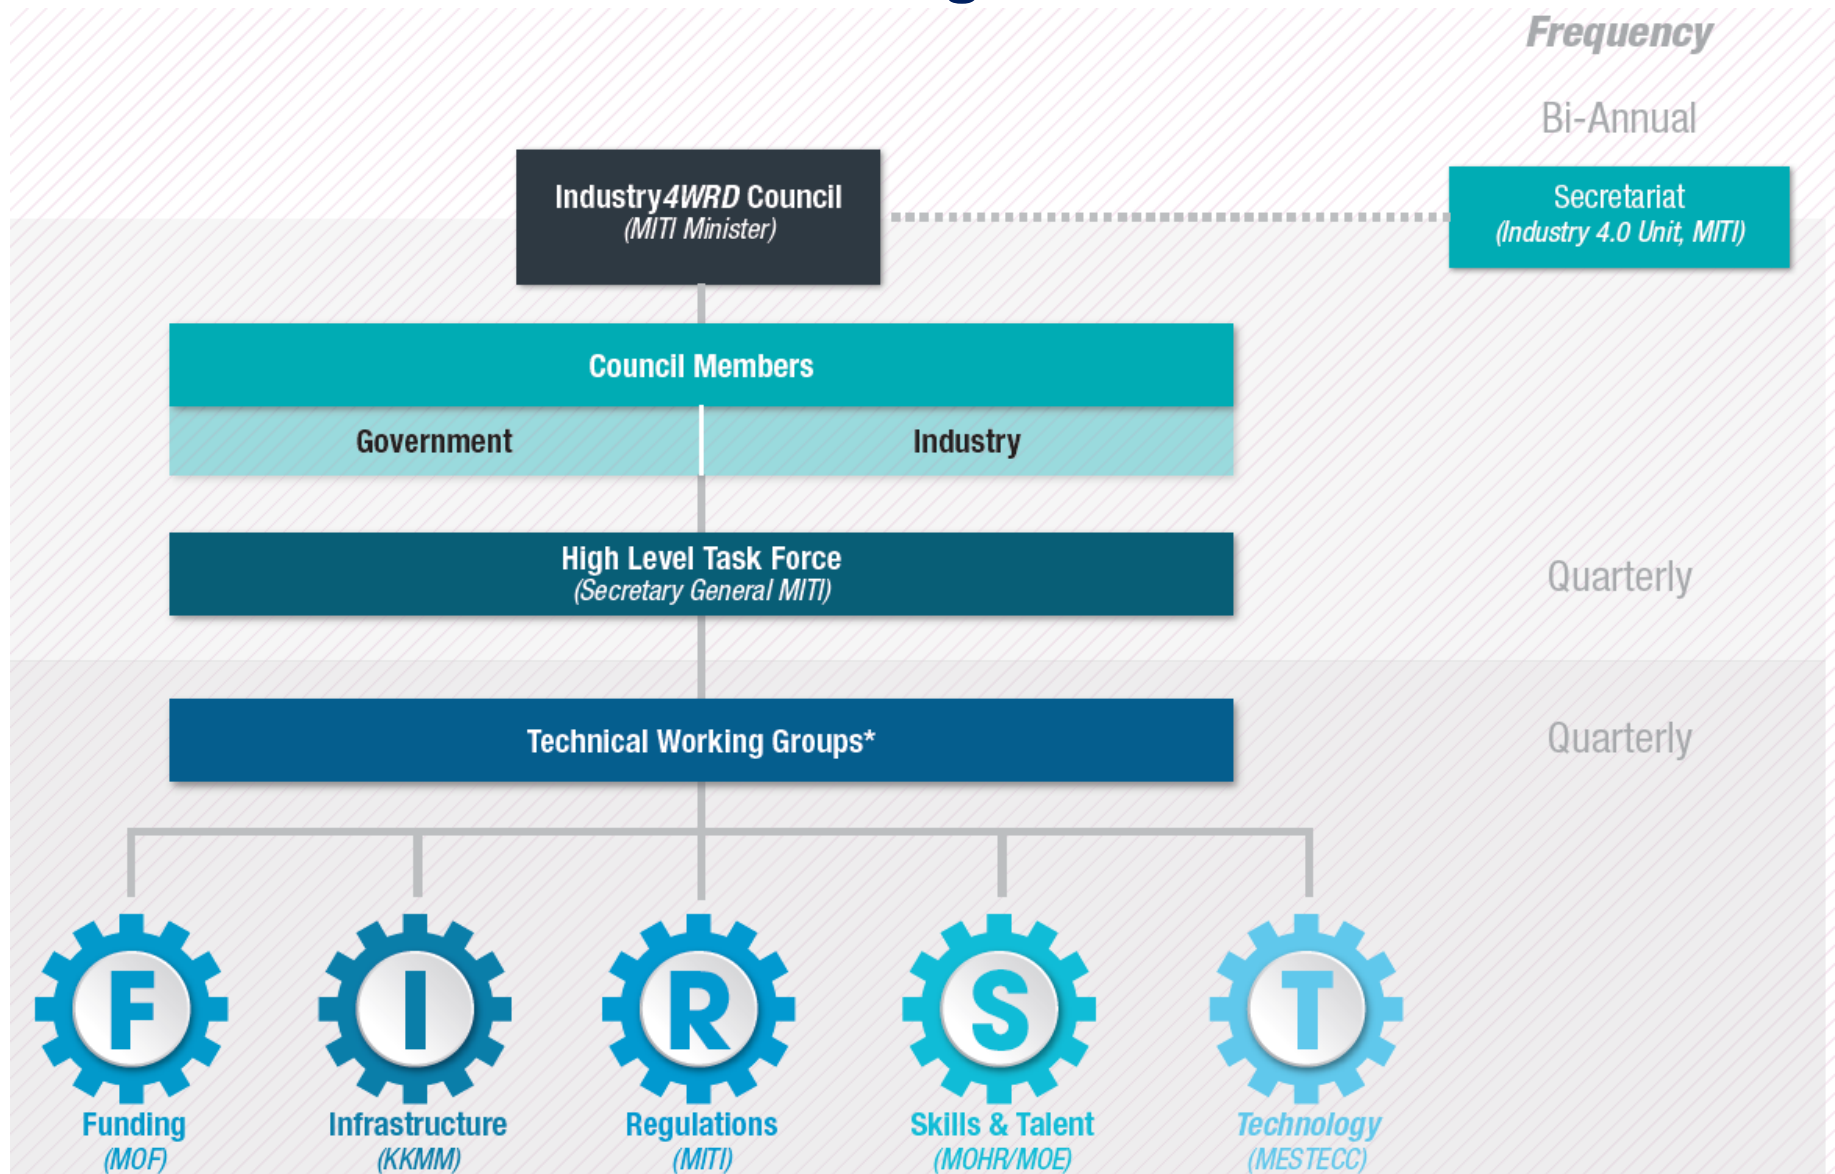 Frequency
Bi-Annual
Industry4WRD Council
(MITI Minister)
Secretariat
(Industry 4.0 Unit, MITI)
Council Members
Government
Industry
High Level Task Force
(Secretary General MITI)
Quarterly
Technical Working Groups*
Quarterly
F
I
R
S
T
Funding
(MOF)
Infrastructure
(KKMM)
Regulations
(MITI)
Skills & Talent
(MOHR/MOE)
Technology
(MESTECC)